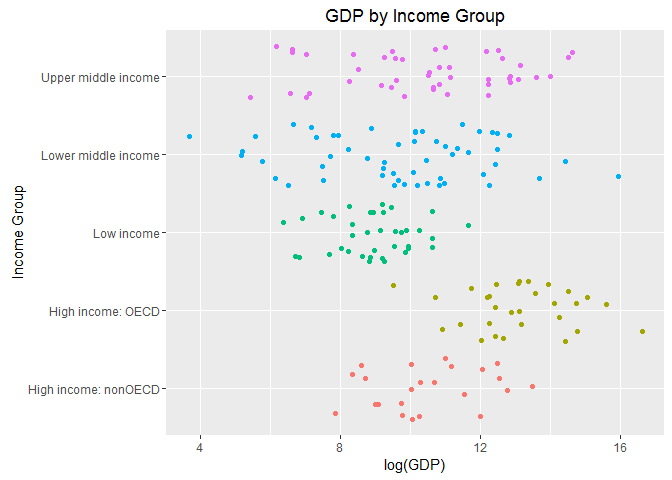 GDP by Income Group
Income Group
Upper middle income
Lower middle income
Low income
High income: OECD
High income: nonOECD
4 8 12 16
log(GDP)